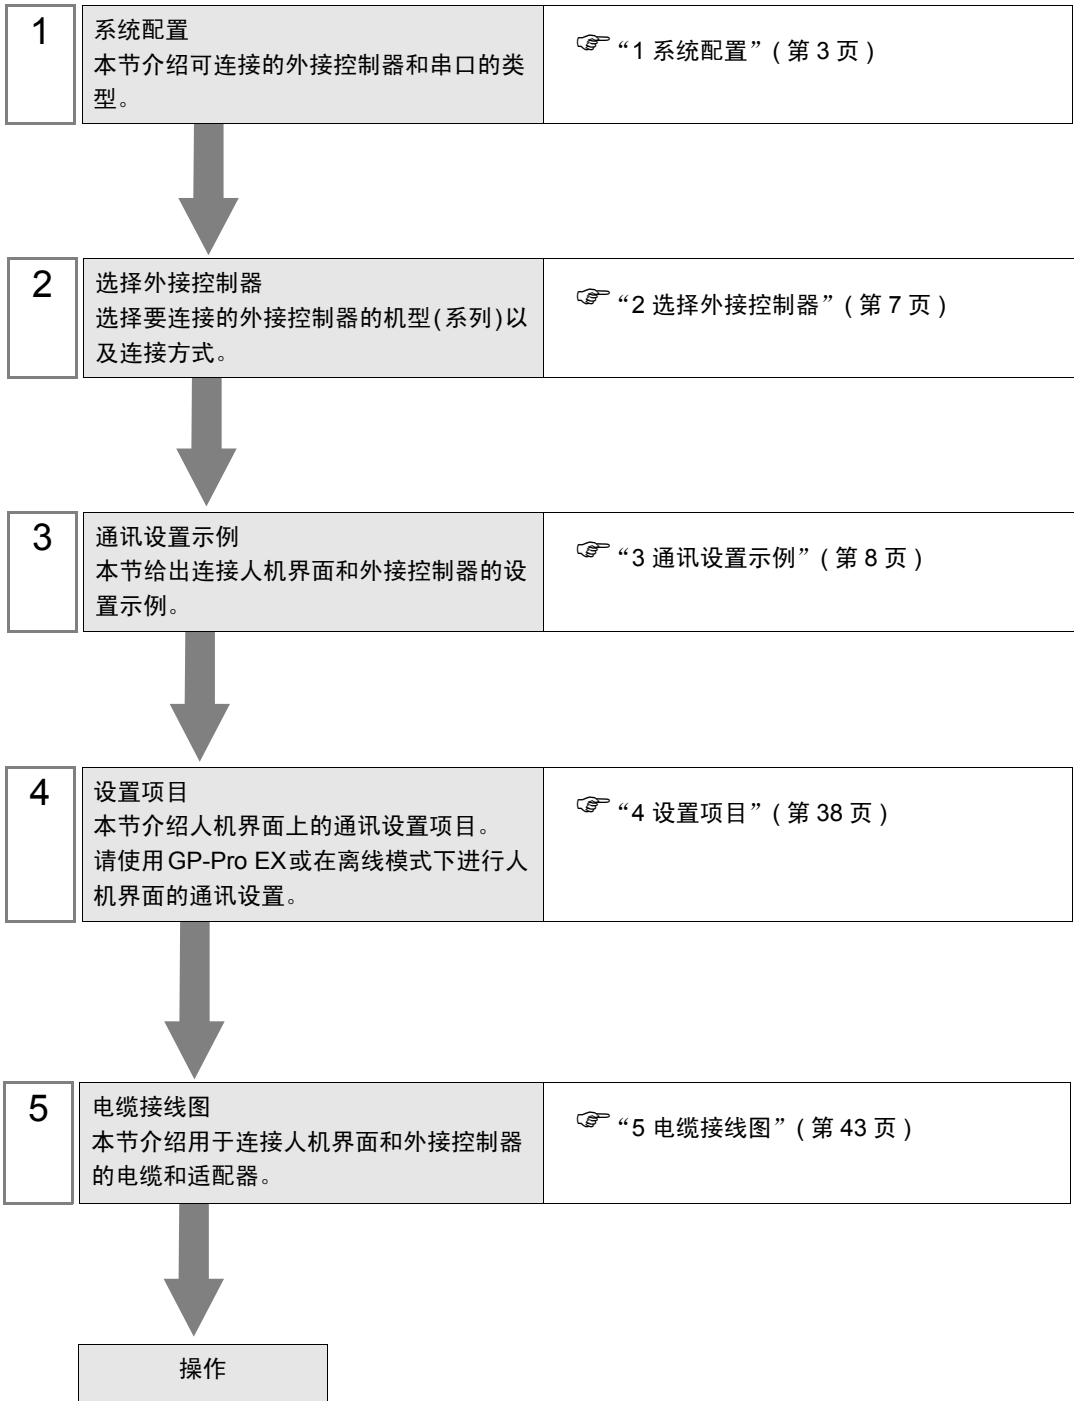 1
系统配置
本节介绍可连接的外接控制器和串口的类
型。
“1 系统配置” ( 第 3 页 )
2
选择外接控制器
选择要连接的外接控制器的机型(系列)以
及连接方式。
“2 选择外接控制器” ( 第 7 页 )
3
通讯设置示例
本节给出连接人机界面和外接控制器的设
置示例。
“3 通讯设置示例” ( 第 8 页 )
4
设置项目
本节介绍人机界面上的通讯设置项目。
请使用GP-Pro EX或在离线模式下进行人
机界面的通讯设置。
“4 设置项目” ( 第 38 页 )
5
电缆接线图
本节介绍用于连接人机界面和外接控制器
的电缆和适配器。
“5 电缆接线图” ( 第 43 页 )
操作